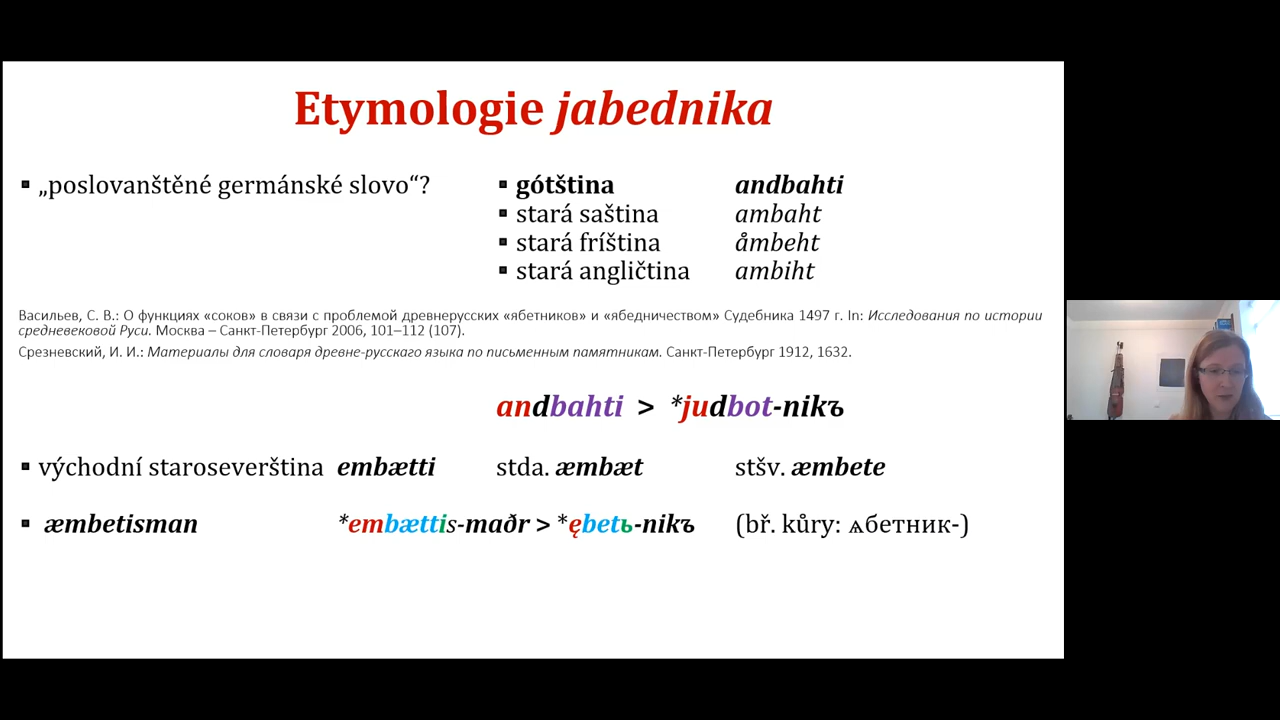 Etymologie jabednika
▪ „poslovanštěné germánské slovo“?
▪ gótština andbahti
▪ stará saština ambaht
▪ stará fríština åmbeht
▪ stará angličtina ambiht
Васильев, С. В.: О функциях «соков» в связи с проблемой древнерусских «ябетников» и «ябедничеством» Судебника 1497 г. In: Исследования по истории
средневековой Руси. Москва – Санкт-Петербург 2006, 101–112 (107).
Срезневский, И. И.: Материалы для словаря древне-русскаго языка по письменным памятникам. Санкт-Петербург 1912, 1632.
andbahti > *judbot-nikъ
▪ východní staroseverština embætti stda. æmbæt stšv. æmbete
▪ æmbetisman *embættis-maðr > *ębetь-nikъ (bř. kůry: ѧбетник-)